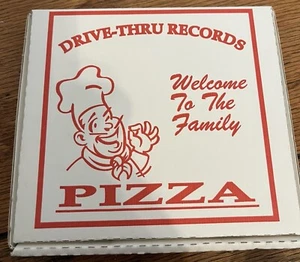 DRIVE-THRU RECORDS
Welcome
To The
Family
PIZZA